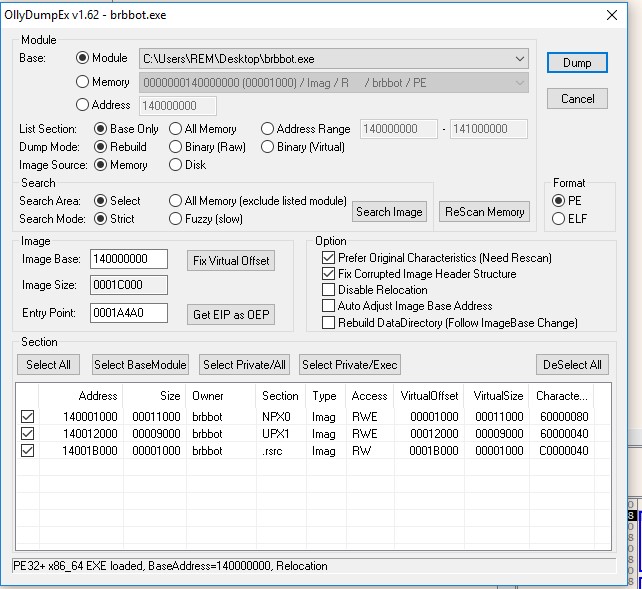 OllyDumpEx v1.62 - brbbot.exe
Module
Base: Module C:\Users\REM\Desktop\brbbot.exe Dump
Memory 0000000140000000 (00001000) / Imag / R / brbbot / PE
Address 140000000 Cancel
List Section: Base Only All Memory Address Range 140000000 - 141000000
Dump Mode: Rebuild Binary (Raw) Binary (Virtual)
Image Source: Memory Disk
Search Format
Search Area: Select All Memory (exclude listed module) PE
Search Mode: Strict Fuzzy (slow) Search Image ReScan Memory ELF
Image Option
Image Base: 140000000 Fix Virtual Offset Prefer Original Characteristics (Need Rescan)
Fix Corrupted Image Header Structure
Image Size: 0001C000 Disable Relocation
Auto Adjust Image Base Address
Entry Point: 0001A4A0 Get EIP as OEP Rebuild DataDirectory (Follow ImageBase Change)
Section
Select All Select BaseModule Select Private/All Select Private/Exec DeSelect All
Address Size Owner Section Type Access VirtualOffset VirtualSize Characte...
140001000 00011000 brbbot NPX0 Imag RWE 00001000 00011000 60000080
140012000 00009000 brbbot UPX1 Imag RWE 00012000 00009000 60000040
14001B000 00001000 brbbot .rsrc Imag RW 0001B000 00001000 C0000040
PE32+ x86_64 EXE loaded, BaseAddress=140000000, Relocation